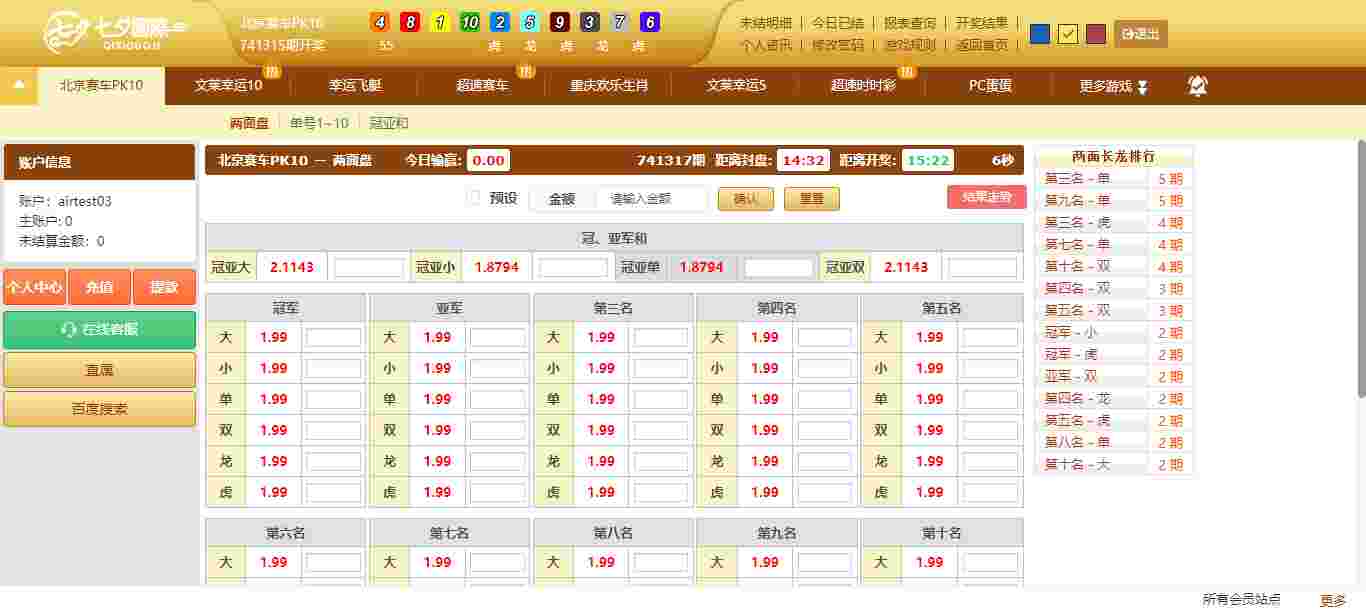 七夕国際
QIXIGUOJI
北京赛车PK10
741315期开奖
4 8 1 10 2 5 9 3 7 6
55 虎 龙 虎 龙 虎
未结明细 今日已结 报表查询 开奖结果
个人资讯 修改密码 游戏规则 返回首页
退出
北京赛车PK10 文莱幸运10 热 幸运飞艇 超速赛车 热 重庆欢乐生肖 文莱幸运5 超速时时彩 热 PC蛋蛋 更多游戏
两面盘 单号1~10 冠亚和
账户信息
账户：airtest03
主账户: 0
未结算金额：0
个人中心 充值 提款
在线客服
直属
百度搜索
北京赛车PK10 － 两面盘 今日输赢: 0.00 741317期 距离封盘: 14:32 距离开奖: 15:22 6秒
预设 金额 请输入金额 确认 重置 结果走势
冠、亚军和
冠亚大 2.1143 冠亚小 1.8794 冠亚单 1.8794 冠亚双 2.1143
冠军 亚军 第三名 第四名 第五名
大 1.99 大 1.99 大 1.99 大 1.99 大 1.99
小 1.99 小 1.99 小 1.99 小 1.99 小 1.99
单 1.99 单 1.99 单 1.99 单 1.99 单 1.99
双 1.99 双 1.99 双 1.99 双 1.99 双 1.99
龙 1.99 龙 1.99 龙 1.99 龙 1.99 龙 1.99
虎 1.99 虎 1.99 虎 1.99 虎 1.99 虎 1.99
第六名 第七名 第八名 第九名 第十名
大 1.99 大 1.99 大 1.99 大 1.99 大 1.99
两面长龙排行
第三名 - 单 5 期
第九名 - 单 5 期
第三名 - 虎 4 期
第七名 - 单 4 期
第十名 - 双 4 期
第四名 - 双 3 期
第五名 - 双 3 期
冠军 - 小 2 期
冠军 - 虎 2 期
亚军 - 双 2 期
第四名 - 龙 2 期
第五名 - 虎 2 期
第八名 - 单 2 期
第十名 - 大 2 期
所有会员站点 更多